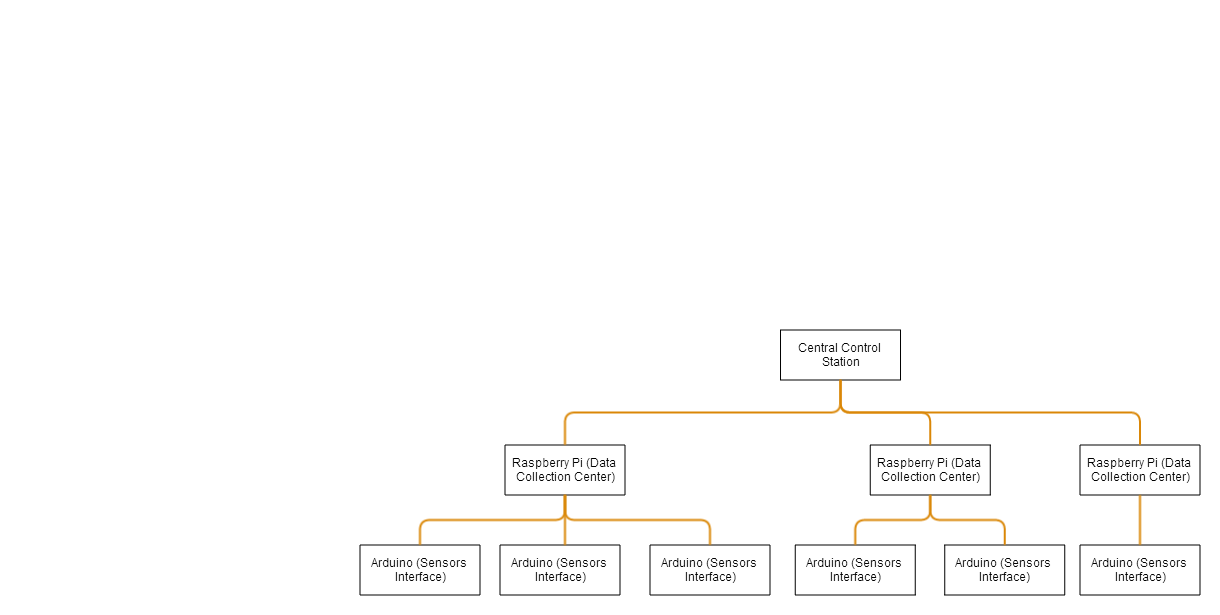 Central Control
Station
Raspberry Pi (Data
Collection Center)
Raspberry Pi (Data
Collection Center)
Raspberry Pi (Data
Collection Center)
Arduino (Sensors
Interface)
Arduino (Sensors
Interface)
Arduino (Sensors
Interface)
Arduino (Sensors
Interface)
Arduino (Sensors
Interface)
Arduino (Sensors
Interface)